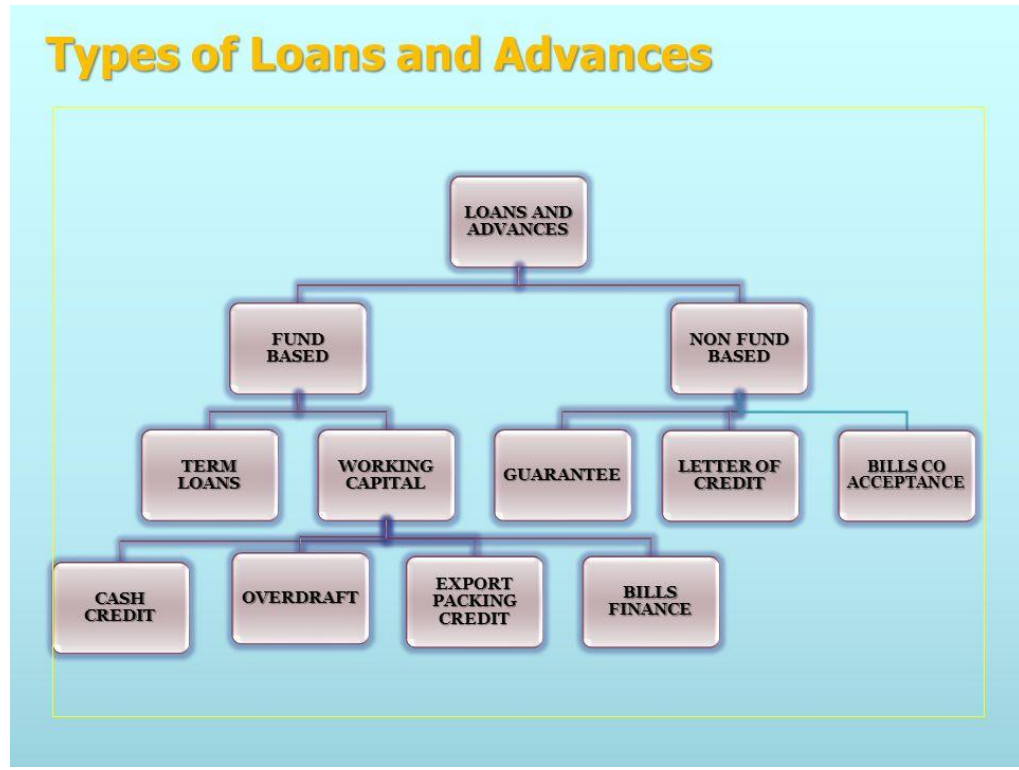 Types of Loans and Advances
LOANS AND
ADVANCES
FUND
BASED
NON FUND
BASED
TERM
LOANS
WORKING
CAPITAL
GUARANTEE
LETTER OF
CREDIT
BILLS CO
ACCEPTANCE
CASH
CREDIT
OVERDRAFT
EXPORT
PACKING
CREDIT
BILLS
FINANCE